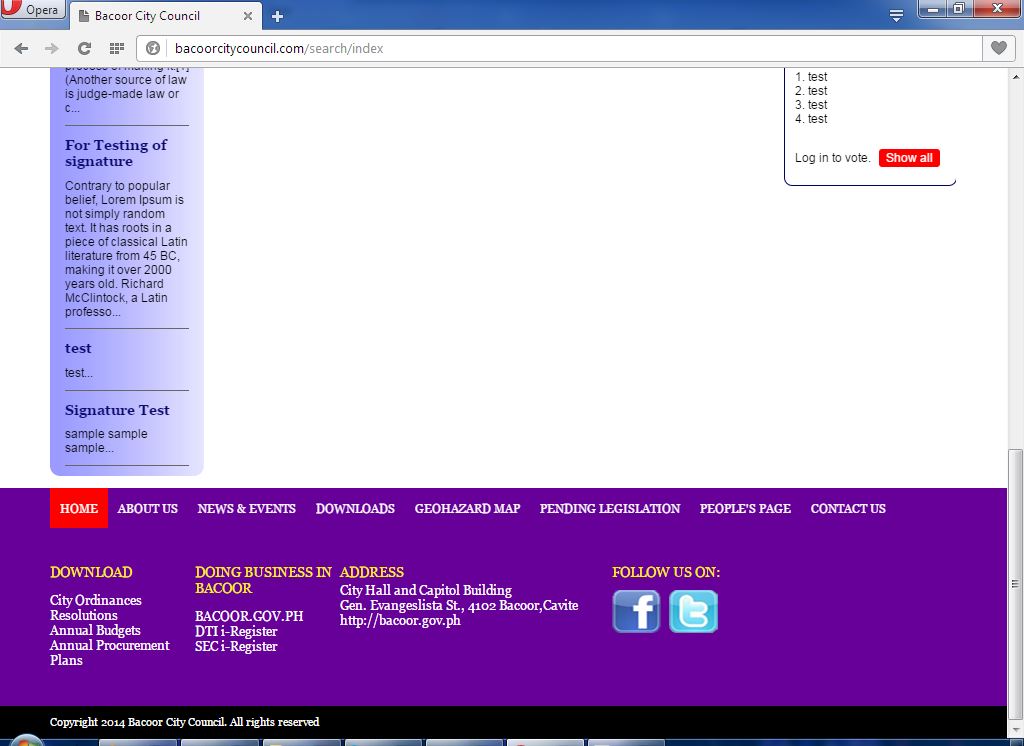 Opera
Bacoor City Council
bacoorcitycouncil.com/search/index
process of making it.[1]
(Another source of law
is judge-made law or
c...
For Testing of
signature
Contrary to popular
belief, Lorem Ipsum is
not simply random
text. It has roots in a
piece of classical Latin
literature from 45 BC,
making it over 2000
years old. Richard
McClintock, a Latin
professo...
test
test...
Signature Test
sample sample
sample...
1. test
2. test
3. test
4. test
Log in to vote. Show all
HOME ABOUT US NEWS & EVENTS DOWNLOADS GEOHAZARD MAP PENDING LEGISLATION PEOPLE'S PAGE CONTACT US
DOWNLOAD
City Ordinances
Resolutions
Annual Budgets
Annual Procurement
Plans
DOING BUSINESS IN
BACOOR
BACOOR.GOV.PH
DTI i-Register
SEC i-Register
ADDRESS
City Hall and Capitol Building
Gen. Evangeslista St., 4102 Bacoor,Cavite
http://bacoor.gov.ph
FOLLOW US ON:
f
t
Copyright 2014 Bacoor City Council. All rights reserved